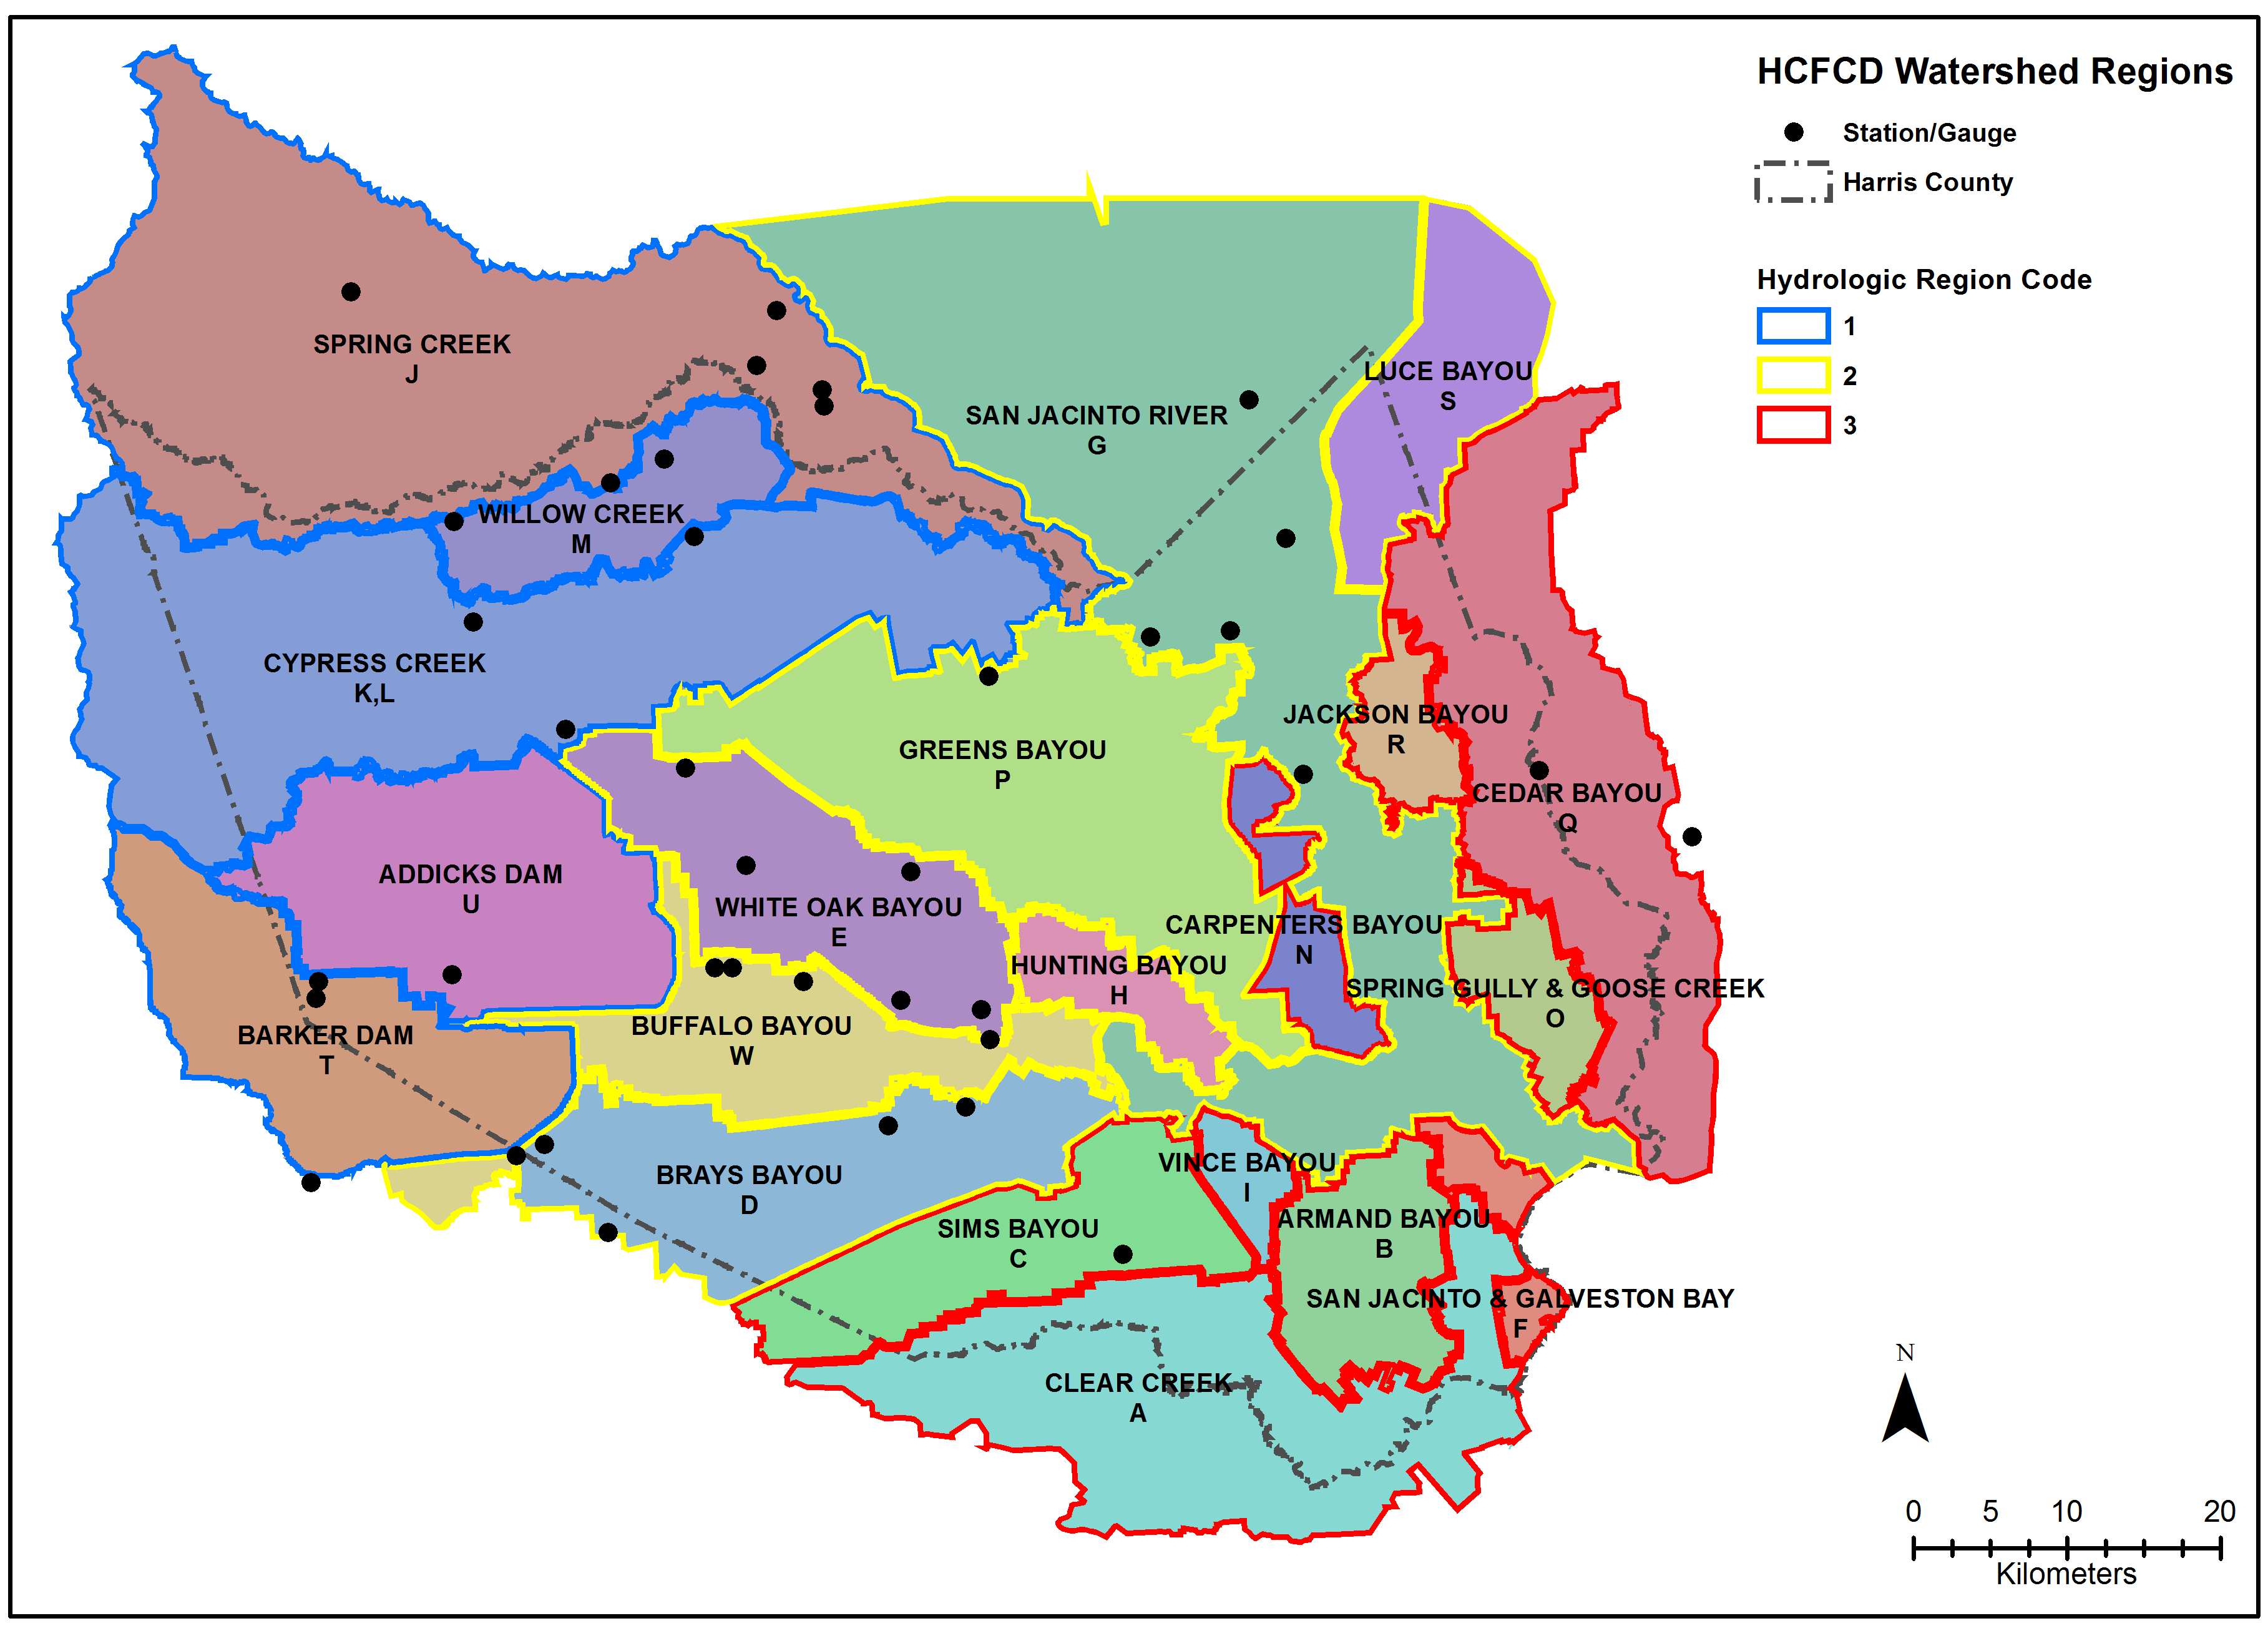 HCFCD Watershed Regions
Station/Gauge
Harris County
Hydrologic Region Code
1
2
3
SPRING CREEK
J
LUCE BAYOU
S
SAN JACINTO RIVER
G
WILLOW CREEK
M
CYPRESS CREEK
K,L
JACKSON BAYOU
R
GREENS BAYOU
P
CEDAR BAYOU
Q
ADDICKS DAM
U
WHITE OAK BAYOU
E
CARPENTERS BAYOU
N
HUNTING BAYOU
H
SPRING GULLY & GOOSE CREEK
O
BUFFALO BAYOU
W
BARKER DAM
T
VINCE BAYOU
I
BRAYS BAYOU
D
ARMAND BAYOU
B
SIMS BAYOU
C
SAN JACINTO & GALVESTON BAY
F
CLEAR CREEK
A
N
0 5 10 20
Kilometers